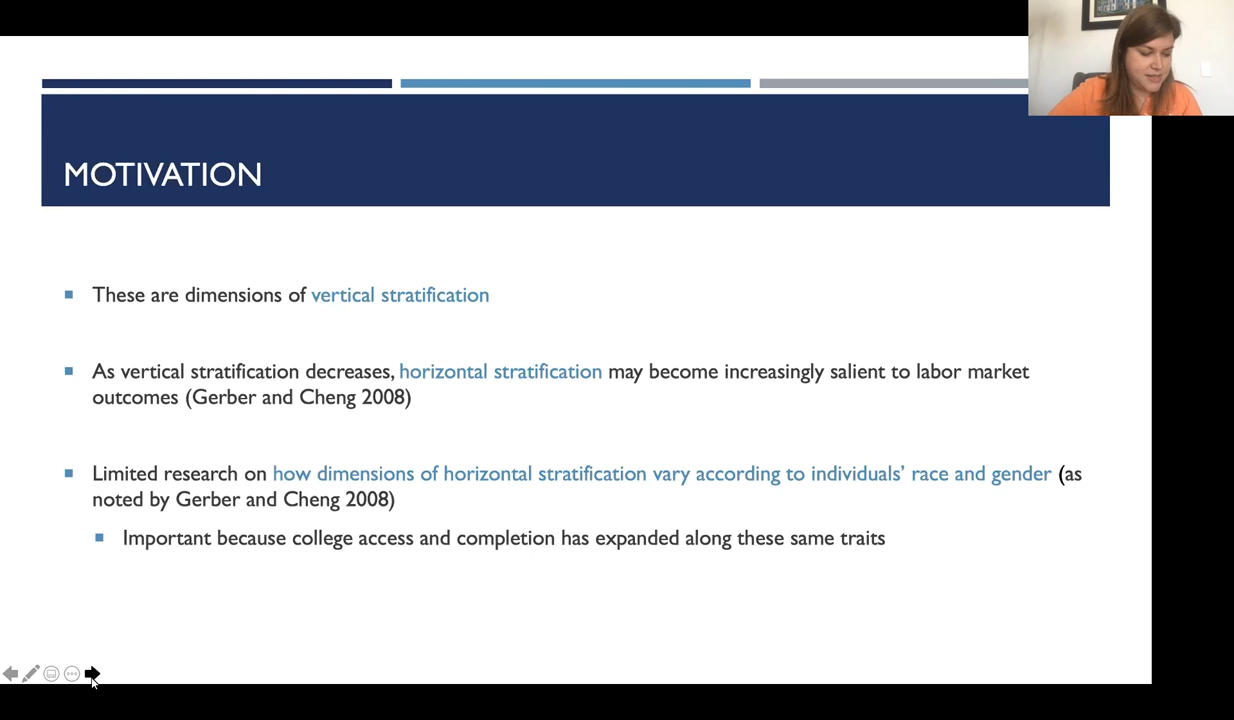 MOTIVATION
These are dimensions of vertical stratification
As vertical stratification decreases, horizontal stratification may become increasingly salient to labor market
outcomes (Gerber and Cheng 2008)
Limited research on how dimensions of horizontal stratification vary according to individuals’ race and gender (as
noted by Gerber and Cheng 2008)
Important because college access and completion has expanded along these same traits